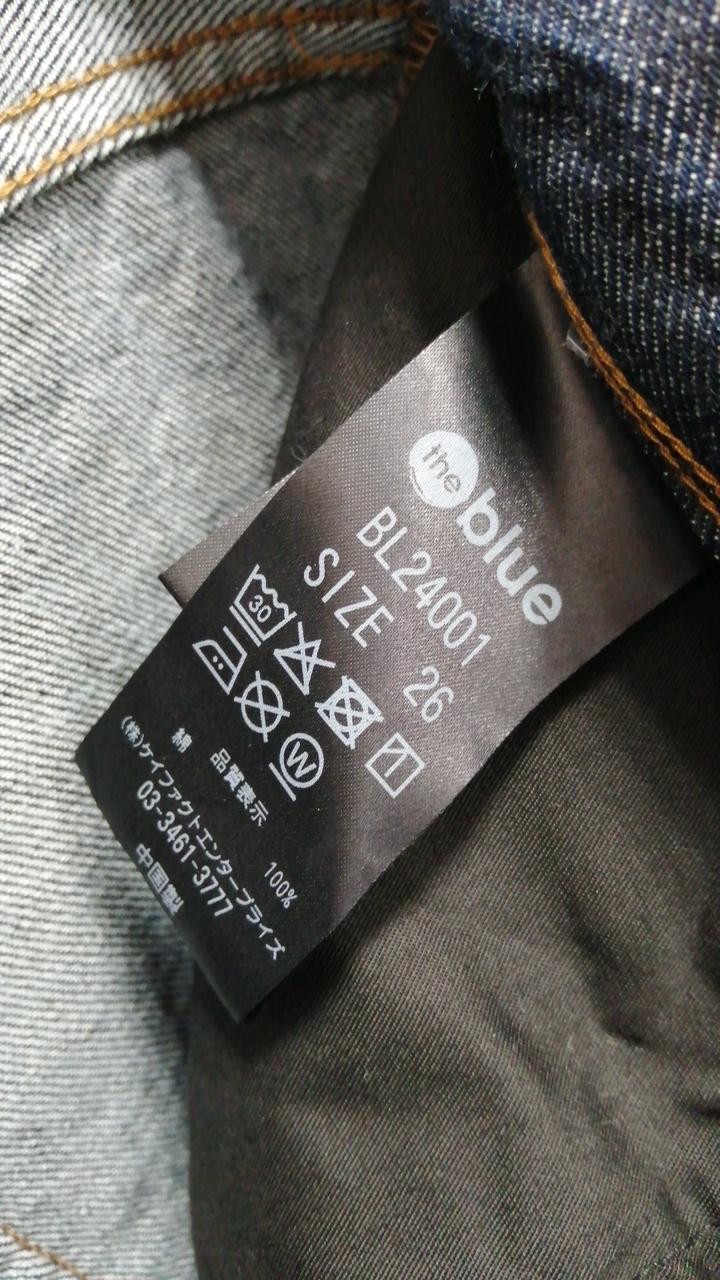 the blue
BL24001
SIZE 26
30
W
品質表示
綿 100%
(株)ケイファクトエンタープライズ
03-3461-3777
中国製